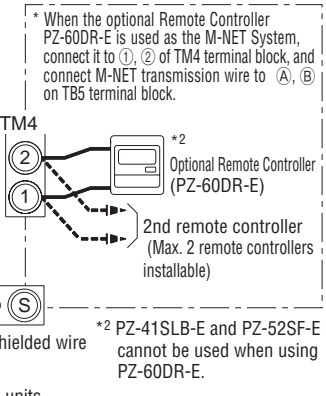 * When the optional Remote Controller
PZ-60DR-E is used as the M-NET System,
connect it to ①, ② of TM4 terminal block, and
connect M-NET transmission wire to Ⓐ, Ⓑ
on TB5 terminal block.
TM4
*2
2
Optional Remote Controller
(PZ-60DR-E)
1
2nd remote controller
(Max. 2 remote controllers
installable)
S
*2 PZ-41SLB-E and PZ-52SF-E
cannot be used when using
PZ-60DR-E.
hielded wire
units